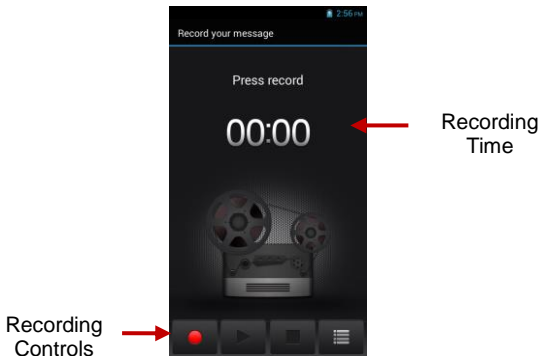 2:56 PM
Record your message
Press record
00:00
Recording
Time
Recording
Controls